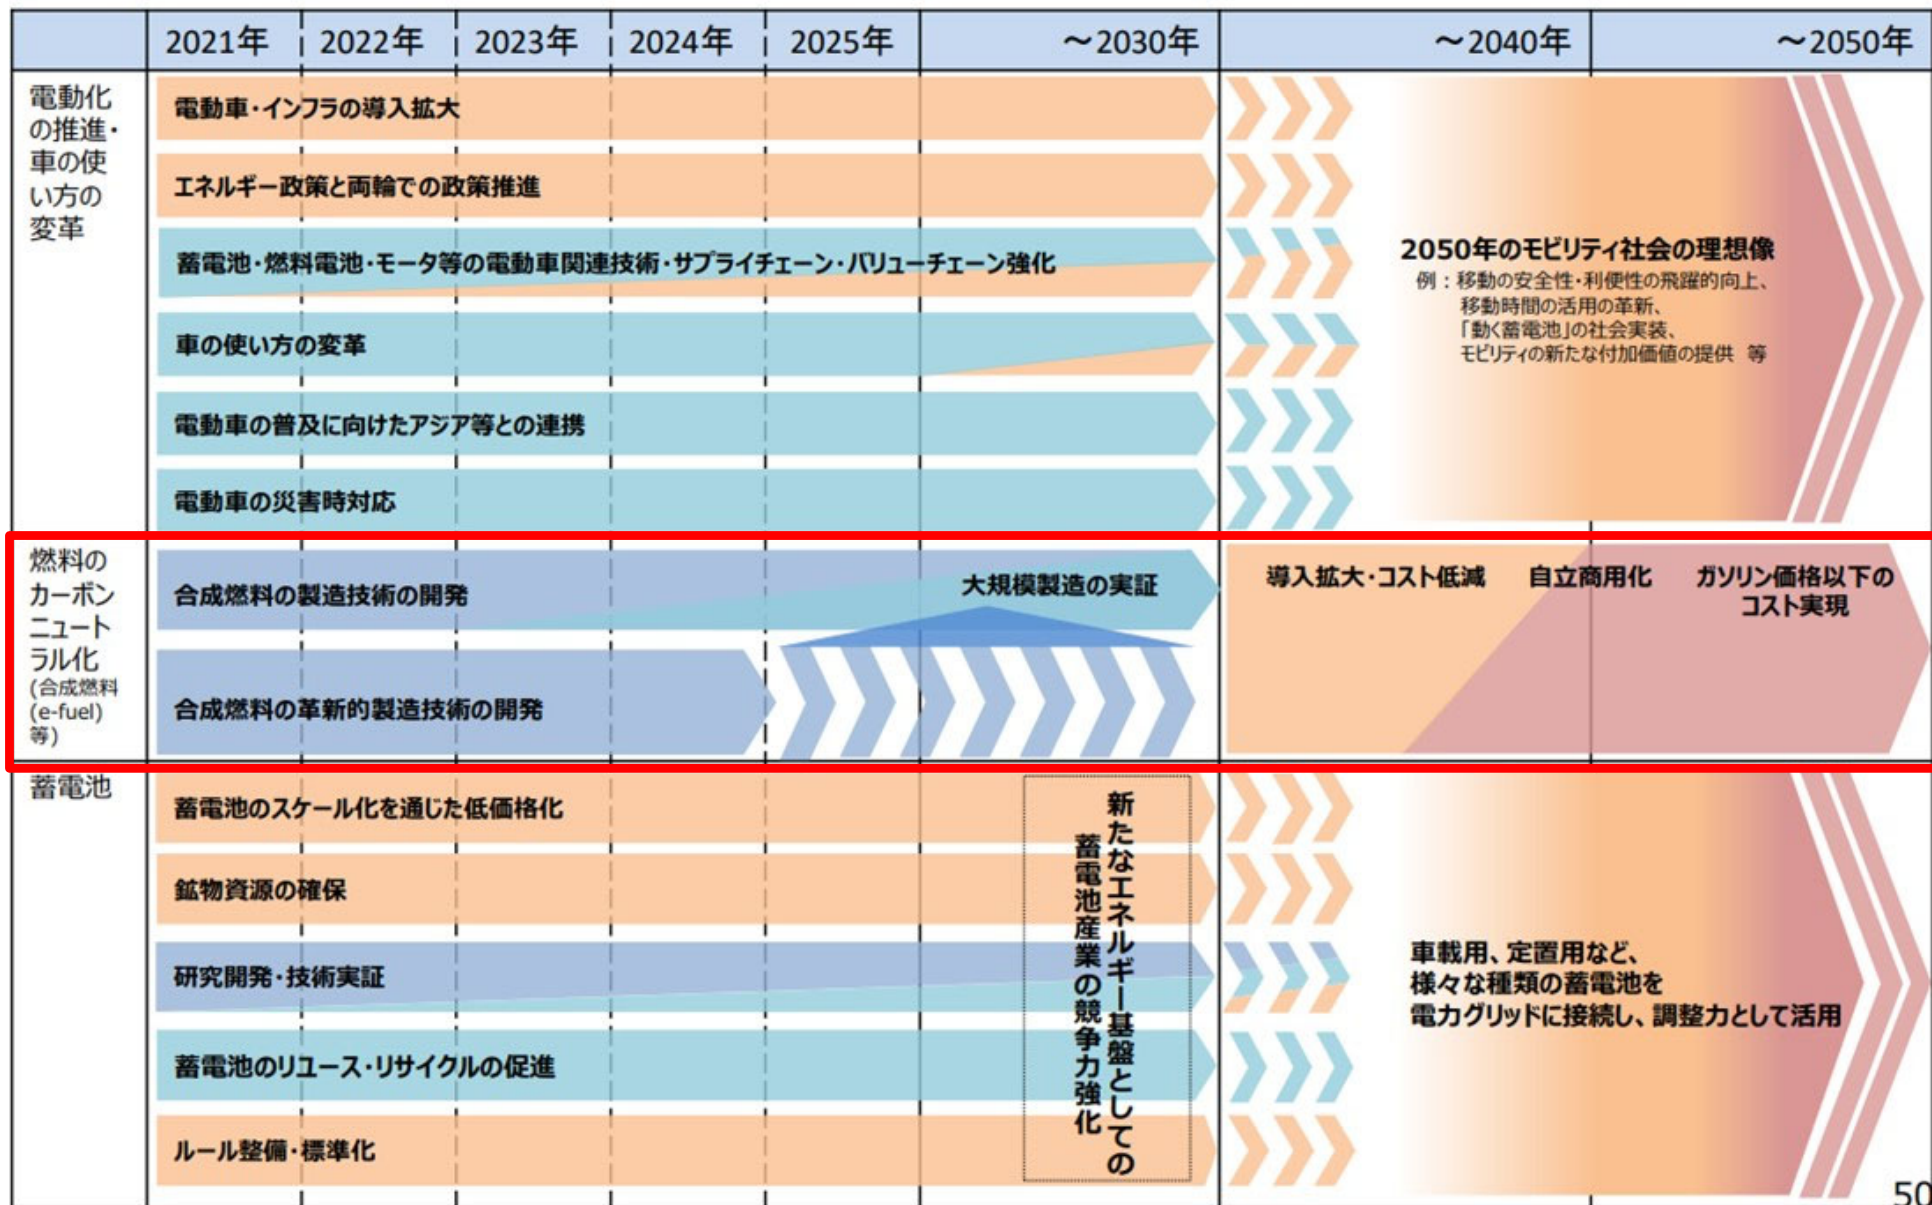 2021年
2022年
2023年
2024年
2025年
～2030年
～2040年
～2050年
電動化
の推進・
車の使
い方の
変革
電動車・インフラの導入拡大
エネルギー政策と両輪での政策推進
蓄電池・燃料電池・モータ等の電動車関連技術・サプライチェーン・バリューチェーン強化
車の使い方の変革
電動車の普及に向けたアジア等との連携
電動車の災害時対応
2050年のモビリティ社会の理想像
例：移動の安全性・利便性の飛躍的向上、
移動時間の活用の革新、
「動く蓄電池」の社会実装、
モビリティの新たな付加価値の提供 等
燃料の
カーボン
ニュート
ラル化
(合成燃料
(e-fuel)
等)
合成燃料の製造技術の開発
大規模製造の実証
合成燃料の革新的製造技術の開発
導入拡大・コスト低減
自立商用化
ガソリン価格以下の
コスト実現
蓄電池
蓄電池のスケール化を通じた低価格化
鉱物資源の確保
研究開発・技術実証
蓄電池のリユース・リサイクルの促進
ルール整備・標準化
新たなエネルギー基盤としての
蓄電池産業の競争力強化
車載用、定置用など、
様々な種類の蓄電池を
電力グリッドに接続し、調整力として活用
50